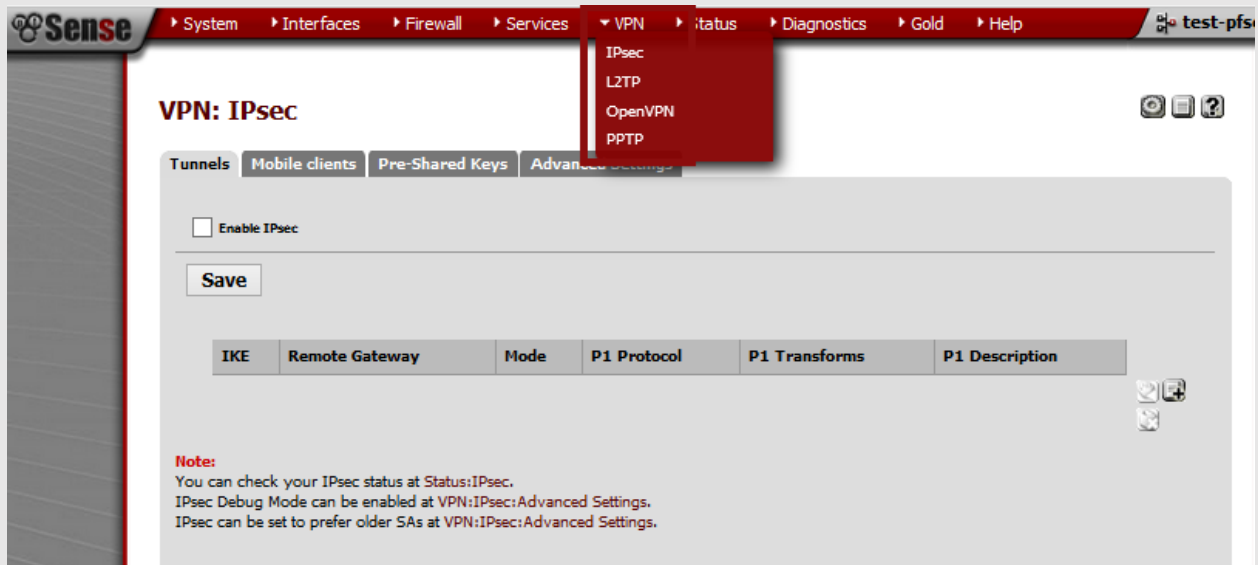 Sense
System Interfaces Firewall Services VPN Status Diagnostics Gold Help test-pfs
IPsec
L2TP
OpenVPN
PPTP
VPN: IPsec
Tunnels Mobile clients Pre-Shared Keys Advanced Settings
Enable IPsec
Save
IKE Remote Gateway Mode P1 Protocol P1 Transforms P1 Description
Note:
You can check your IPsec status at Status:IPsec.
IPsec Debug Mode can be enabled at VPN:IPsec:Advanced Settings.
IPsec can be set to prefer older SAs at VPN:IPsec:Advanced Settings.